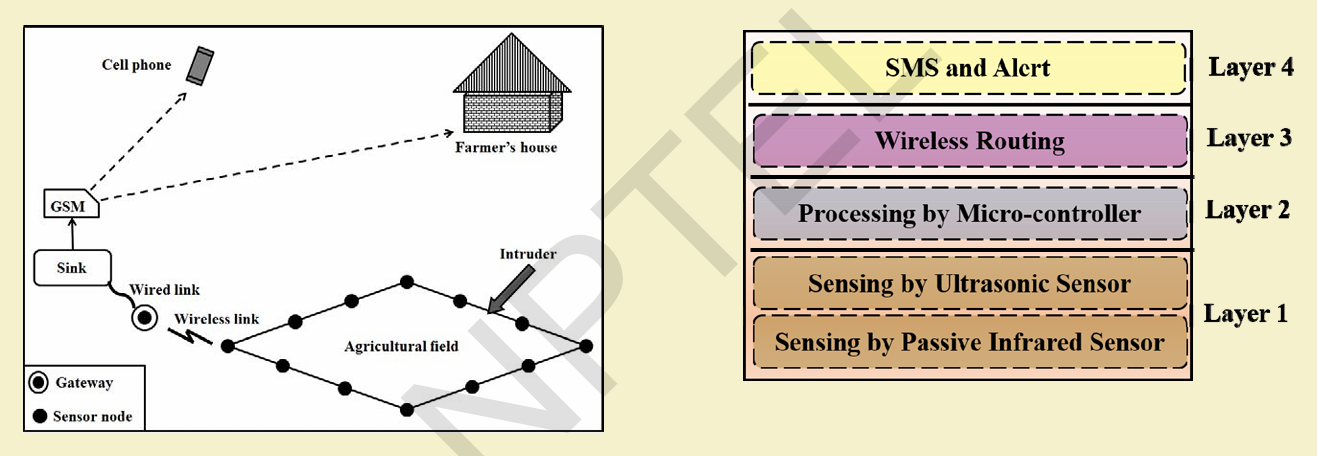 Cell phone
Farmer's house
GSM
Sink
Intruder
Wired link
Wireless link
Agricultural field
Gateway
Sensor node
SMS and Alert
Layer 4
Wireless Routing
Layer 3
Processing by Micro-controller
Layer 2
Sensing by Ultrasonic Sensor
Layer 1
Sensing by Passive Infrared Sensor
NPTEL